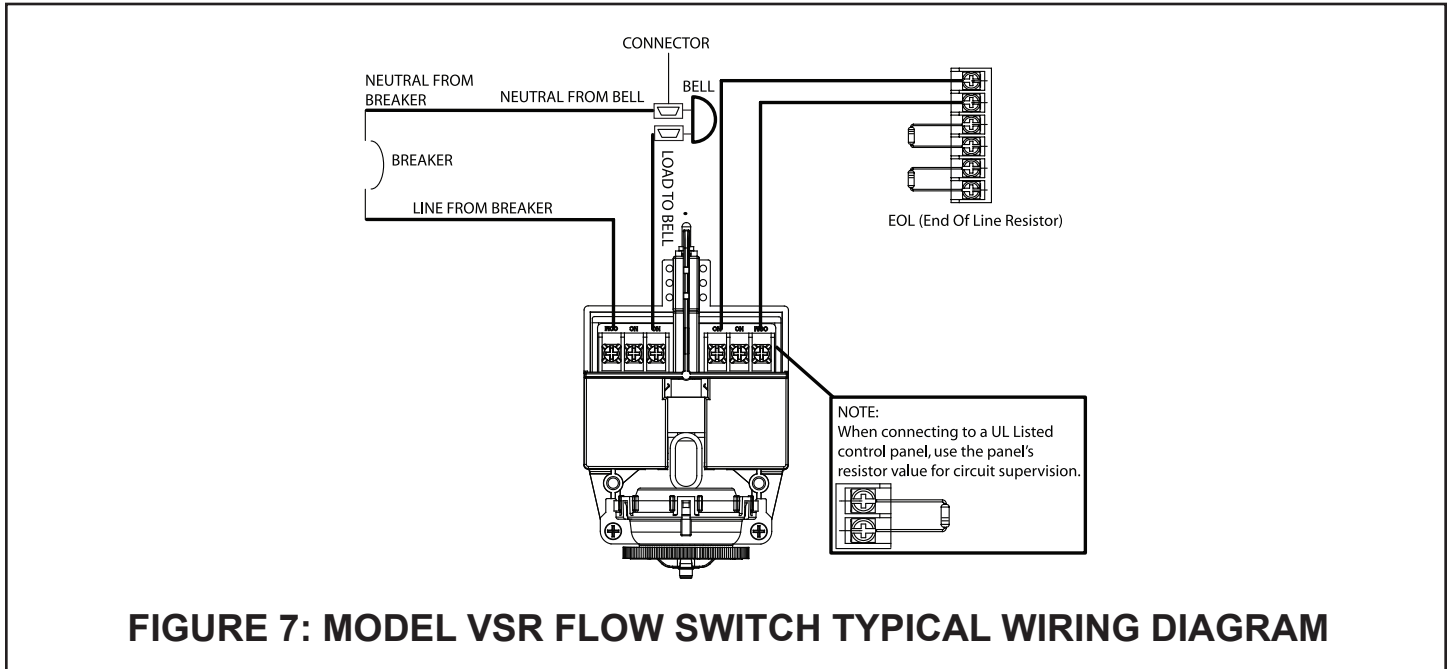 CONNECTOR
NEUTRAL FROM
BREAKER
NEUTRAL FROM BELL
BELL
BREAKER
LOAD TO BELL
LINE FROM BREAKER
EOL (End Of Line Resistor)
NOTE:
When connecting to a UL Listed
control panel, use the panel's
resistor value for circuit supervision.
FIGURE 7: MODEL VSR FLOW SWITCH TYPICAL WIRING DIAGRAM